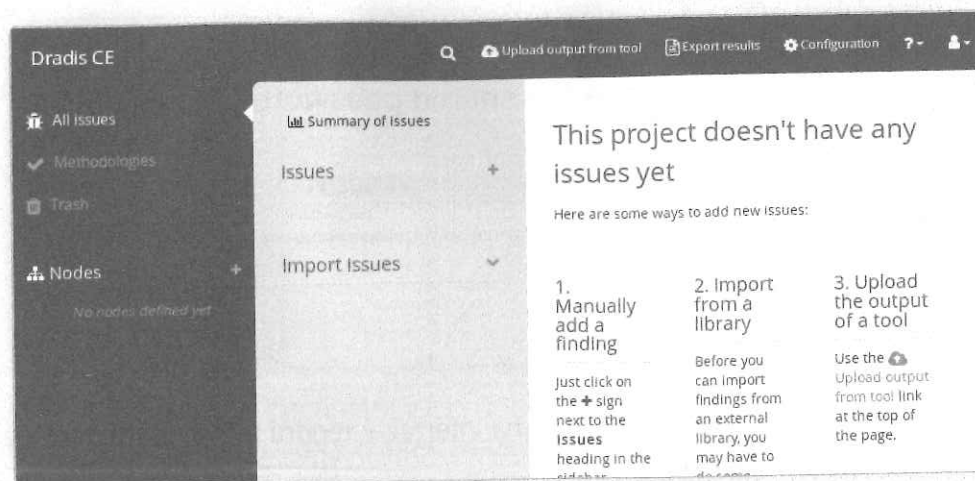 Dradis CE
Upload output from tool
Export results
Configuration
?
All issues
Methodologies
Trash
Nodes +
No nodes defined yet
Summary of issues
Issues +
Import Issues
This project doesn't have any
issues yet
Here are some ways to add new issues:
1.
Manually
add a
finding
Just click on
the + sign
next to the
Issues
heading in the
sidebar
2. Import
from a
library
Before you
can import
findings from
an external
library, you
may have to
do some
3. Upload
the output
of a tool
Use the
Upload output
from tool link
at the top of
the page.